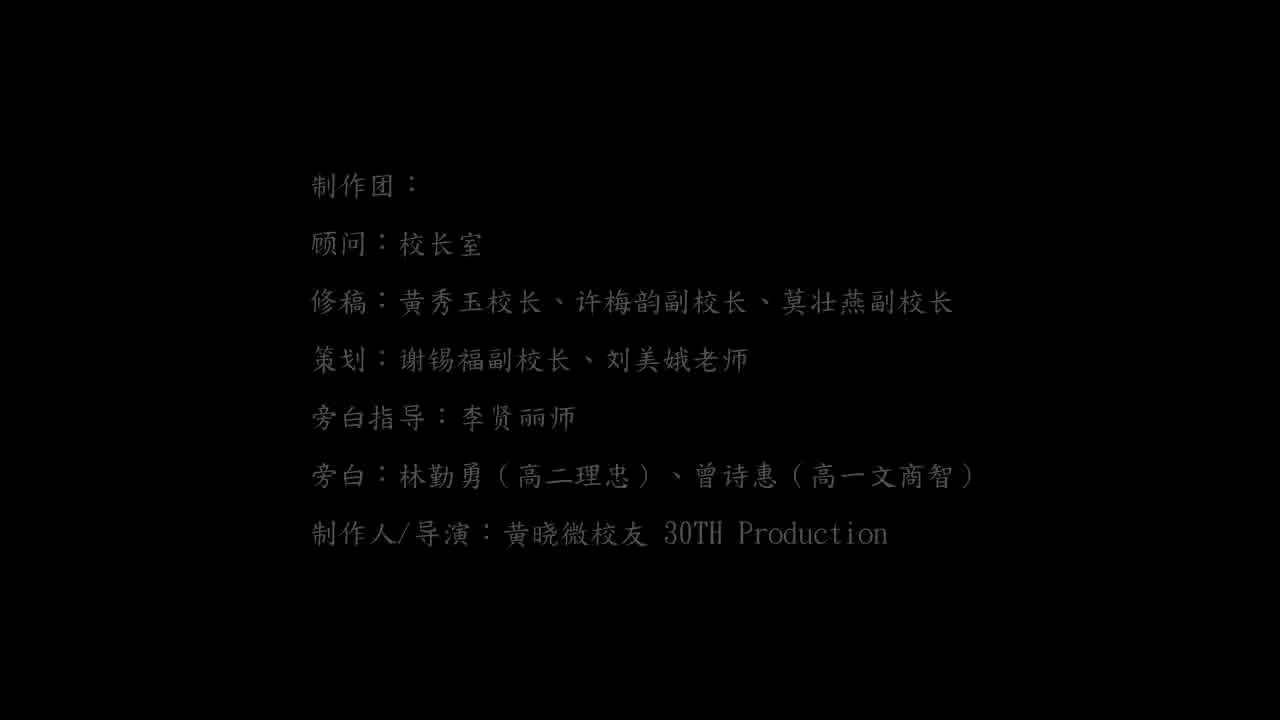 制作团：
顾问：校长室
修稿：黄秀玉校长、许梅韵副校长、莫壮燕副校长
策划：谢锡福副校长、刘美娥老师
旁白指导：李贤丽师
旁白：林勤勇（高二理忠）、曾诗惠（高一文商智）
制作人/导演：黄晓微校友 30TH Production